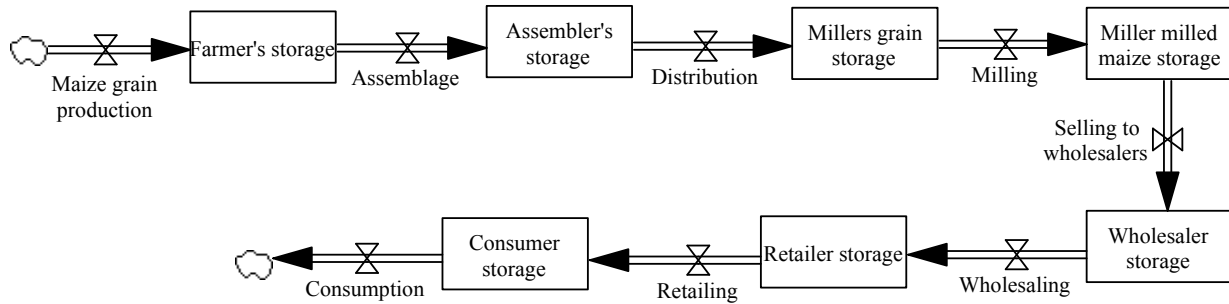 Maize grain
production
Farmer's storage
Assemblage
Assembler's
storage
Distribution
Millers grain
storage
Milling
Miller milled
maize storage
Selling to
wholesalers
Wholesaler
storage
Wholesaling
Retailer storage
Retailing
Consumer
storage
Consumption